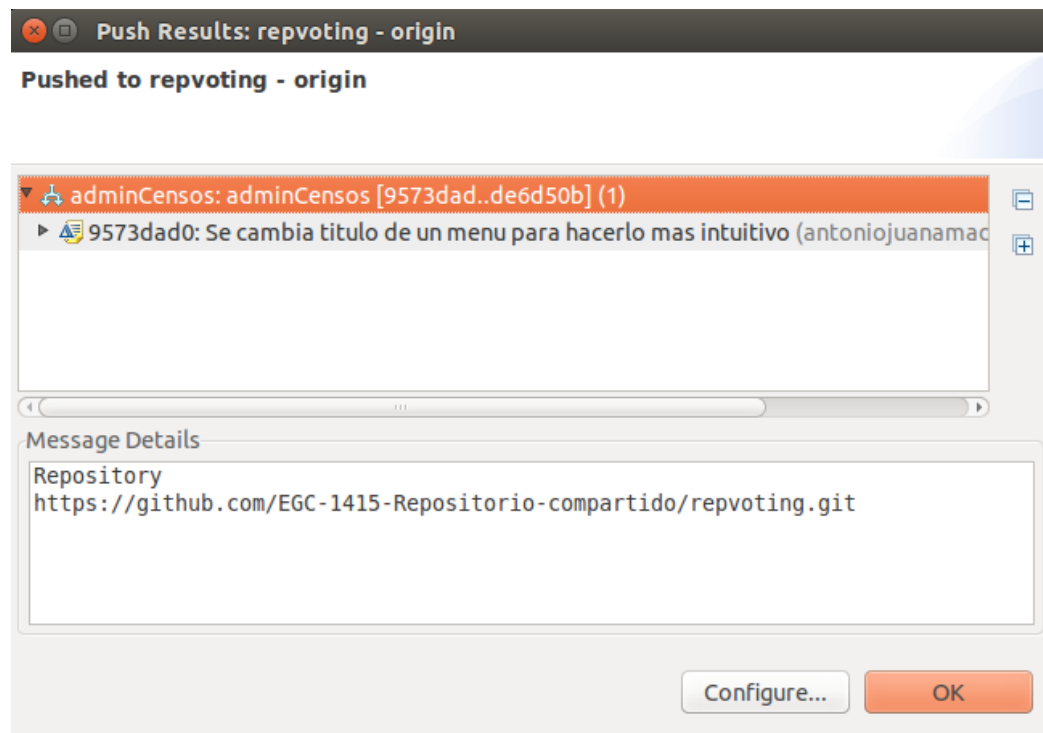 Push Results: repvoting - origin
Pushed to repvoting - origin
adminCensos: adminCensos [9573dad..de6d50b] (1)
9573dad0: Se cambia titulo de un menu para hacerlo mas intuitivo (antoniojuanamac
Message Details
Repository
https://github.com/EGC-1415-Repositorio-compartido/repvoting.git
Configure...
OK